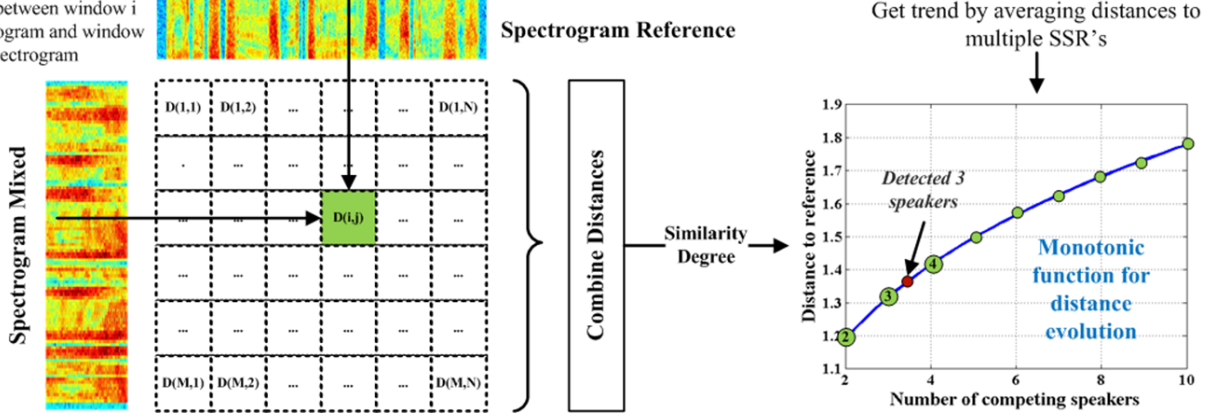 between window i
ogram and window
ectrogram
Spectrogram Reference
Spectrogram Mixed
D(1,1) D(1,2) ... ... ... D(1,N)
. ... ... ... ... ...
... ... ... D(i,j) ... ...
... ... ... ... ... ...
... ... ... ... ... ...
D(M,1) D(M,2) ... ... ... D(M,N)
Combine Distances
Similarity
Degree
Get trend by averaging distances to
multiple SSR's
Distance to reference
1.9
1.8
1.7
1.6
1.5
1.4
1.3
1.2
1.1
Detected 3
speakers
2
3
4
Monotonic
function for
distance
evolution
2 4 6 8 10
Number of competing speakers